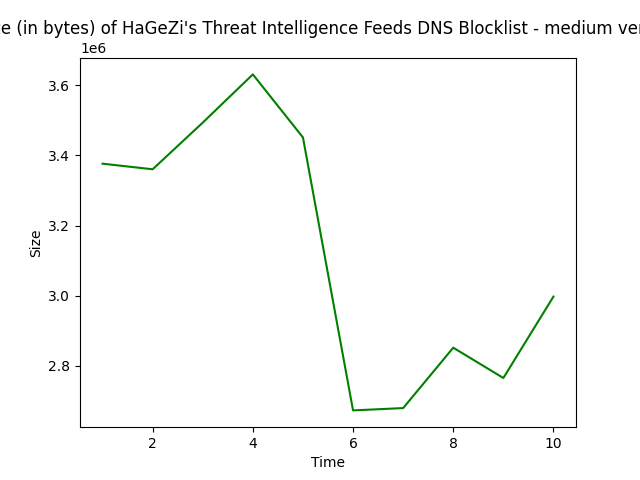 (in bytes) of HaGeZi's Threat Intelligence Feeds DNS Blocklist - medium
1e6
3.6
3.4
3.2
3.0
2.8
Size
2
4
6
8
10
Time